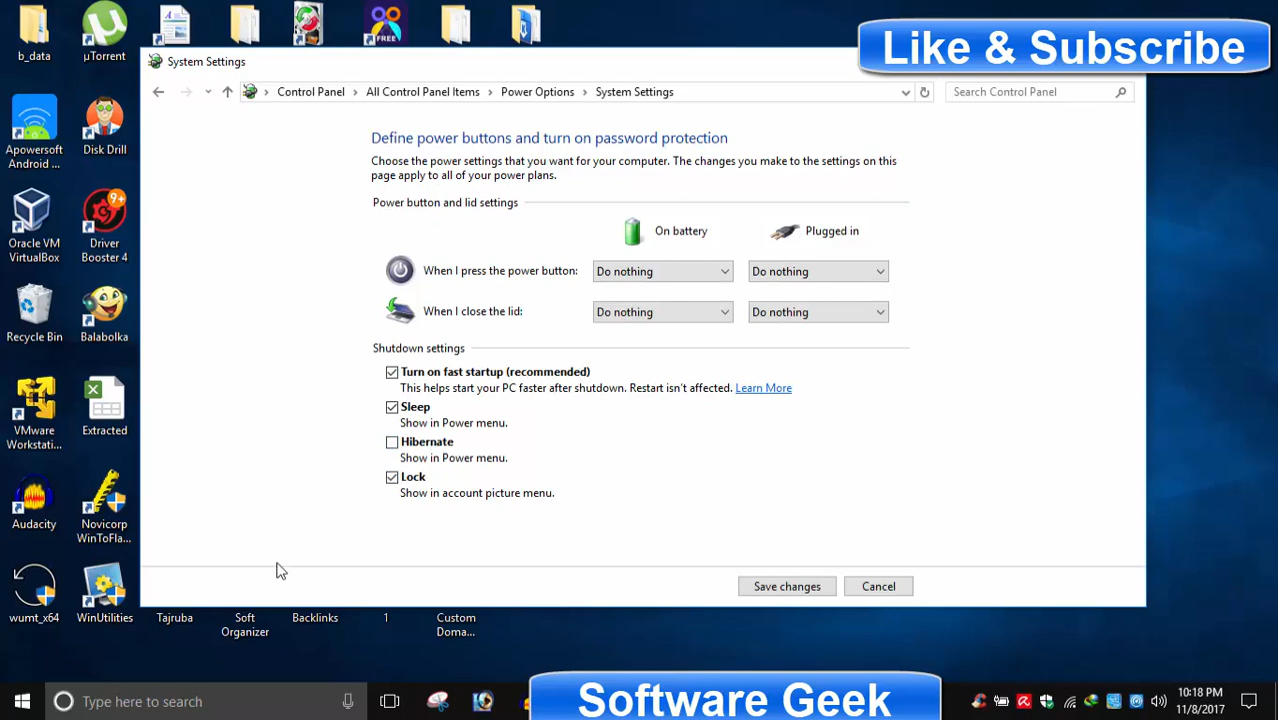 b_data
µTorrent
FREE
Like & Subscribe
System Settings
Control Panel
All Control Panel Items
Power Options
System Settings
Search Control Panel
Apowersoft
Android ...
Disk Drill
Define power buttons and turn on password protection
Choose the power settings that you want for your computer. The changes you make to the settings on this
page apply to all of your power plans.
Power button and lid settings
On battery
Plugged in
9+
Oracle VM
VirtualBox
Driver
Booster 4
When I press the power button:
Do nothing
Do nothing
When I close the lid:
Do nothing
Do nothing
Recycle Bin
Balabolka
Shutdown settings
Turn on fast startup (recommended)
This helps start your PC faster after shutdown. Restart isn't affected. Learn More
Sleep
Show in Power menu.
Hibernate
Show in Power menu.
Lock
Show in account picture menu.
VMware
Workstati...
Extracted
Audacity
Novicorp
WinToFla...
Save changes
Cancel
wumt_x64
WinUtilities
Tajruba
Soft
Organizer
Backlinks
1
Custom
Doma...
Type here to search
Software Geek
10:18 PM
11/8/2017